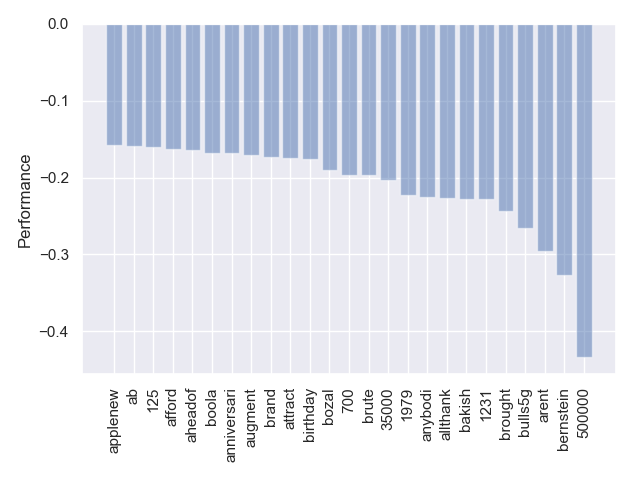 0.0
−0.1
−0.2
−0.3
−0.4
Performance
applenew
ab
125
afford
aheadof
boola
anniversari
augment
brand
attract
birthday
bozal
700
brute
35000
1979
anybodi
allthank
bakish
1231
brought
bulls5g
arent
bernstein
500000